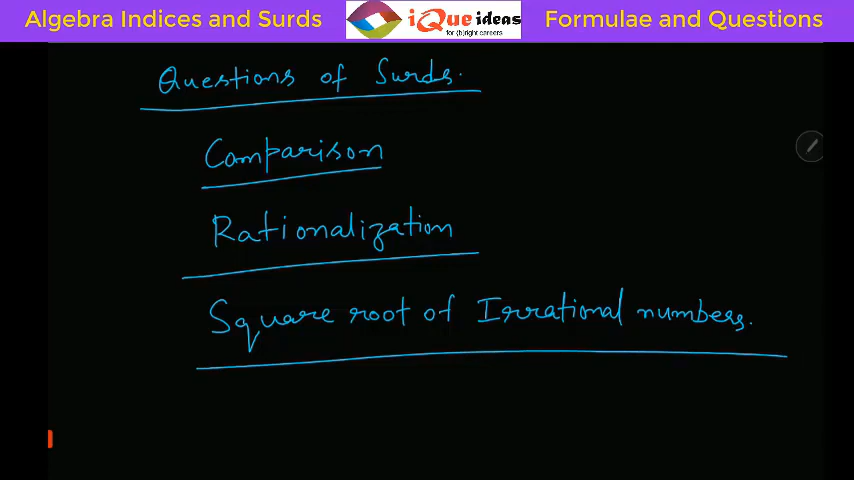 Algebra Indices and Surds
iQue ideas
for (b)right careers
Formulae and Questions
Questions of Surds.
Comparison
Rationalization
Square root of Irrational numbers.